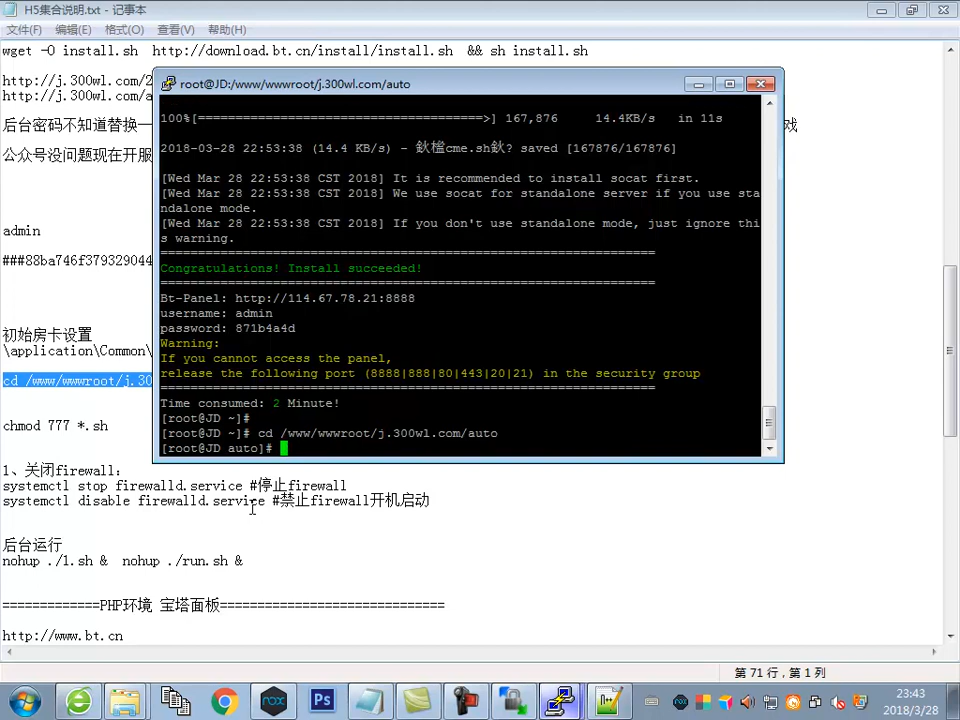 H5集合说明.txt - 记事本
文件(F) 编辑(E) 格式(O) 查看(V) 帮助(H)
wget -O install.sh http://download.bt.cn/install/install.sh && sh install.sh
root@JD:/www/wwwroot/j.300wl.com/auto
http://j.300wl.com/2
http://j.300wl.com/a
后台密码不知道替换一
戏
公众号没问题现在开服
admin
###88ba746f379329044
初始房卡设置
\application\Common\
cd /www/wwwroot/j.30
100%[======================================>] 167,876 14.4KB/s in 11s
2018-03-28 22:53:38 (14.4 KB/s) - 鈥榓cme.sh鈥? saved [167876/167876]
[Wed Mar 28 22:53:38 CST 2018] It is recommended to install socat first.
[Wed Mar 28 22:53:38 CST 2018] We use socat for standalone server if you use sta
ndalone mode.
[Wed Mar 28 22:53:38 CST 2018] If you don't use standalone mode, just ignore thi
s warning.
==================================================================
Congratulations! Install succeeded!
==================================================================
Bt-Panel: http://114.67.78.21:8888
username: admin
password: 871b4a4d
Warning:
If you cannot access the panel,
release the following port (8888|888|80|443|20|21) in the security group
==================================================================
Time consumed: 2 Minute!
[root@JD ~]#
[root@JD ~]# cd /www/wwwroot/j.300wl.com/auto
[root@JD auto]#
chmod 777 *.sh
1、关闭firewall：
systemctl stop firewalld.service #停止firewall
systemctl disable firewalld.service #禁止firewall开机启动
后台运行
nohup ./1.sh & nohup ./run.sh &
=============PHP环境 宝塔面板==============================
http://www.bt.cn
第 71 行，第 1 列
nox
Ps
23:43
2018/3/28